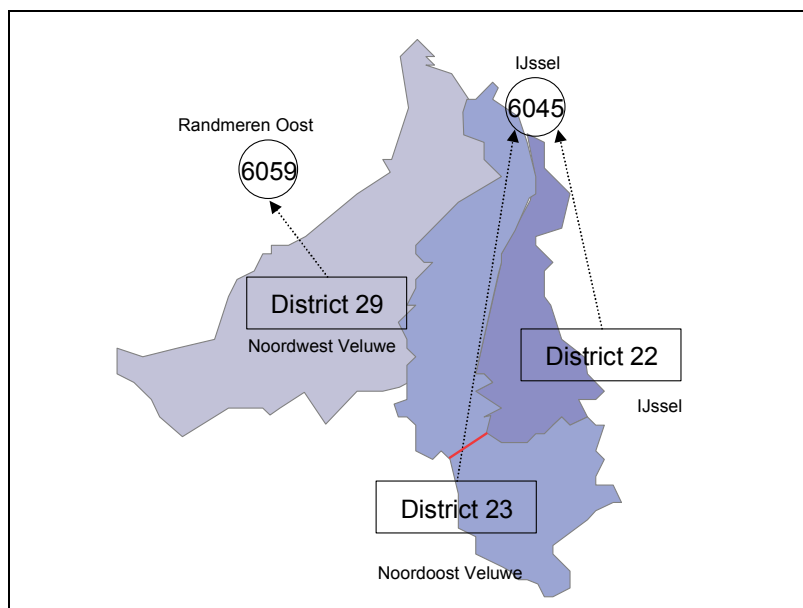 IJssel
6045
Randmeren Oost
6059
District 29
Noordwest Veluwe
District 22
IJssel
District 23
Noordoost Veluwe